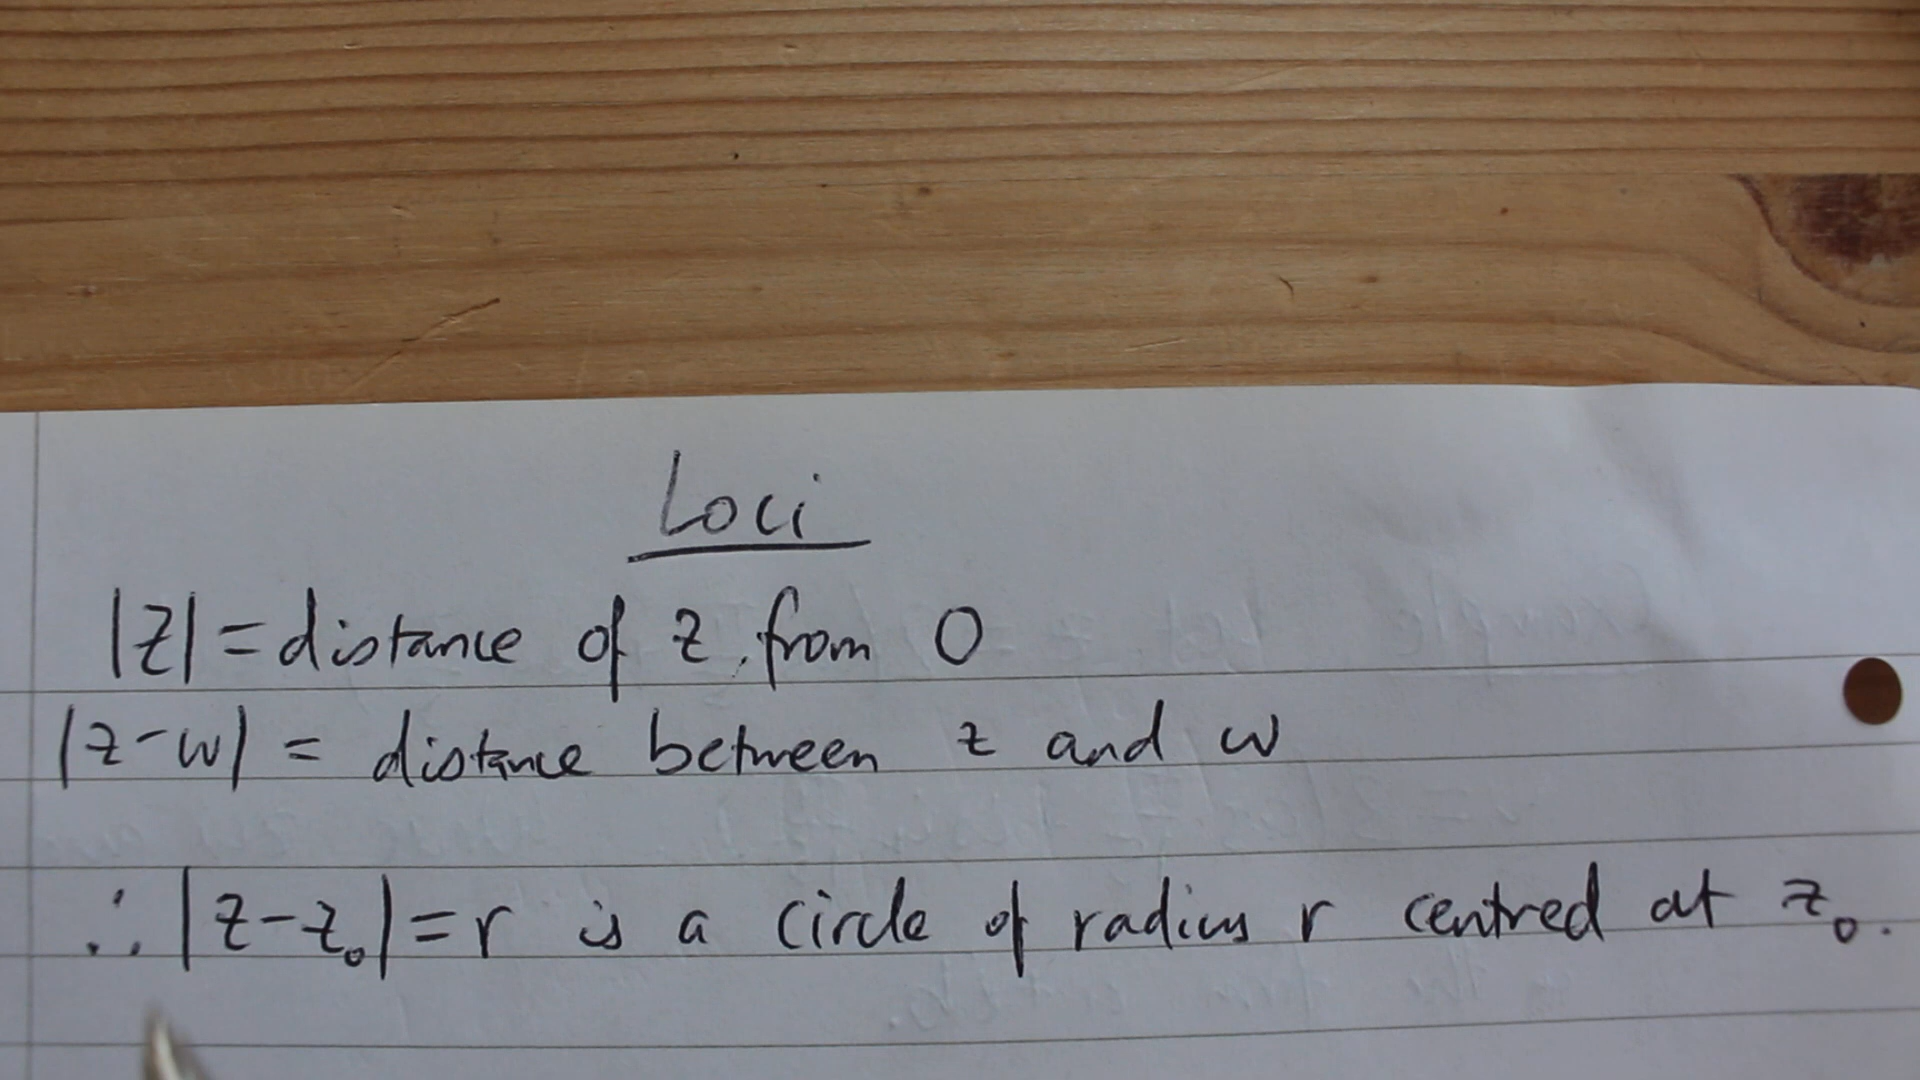 Loci
|z| = distance of z from 0
|z-w| = distance between z and w
∴ |z-z₀| = r is a circle of radius r centred at z₀.